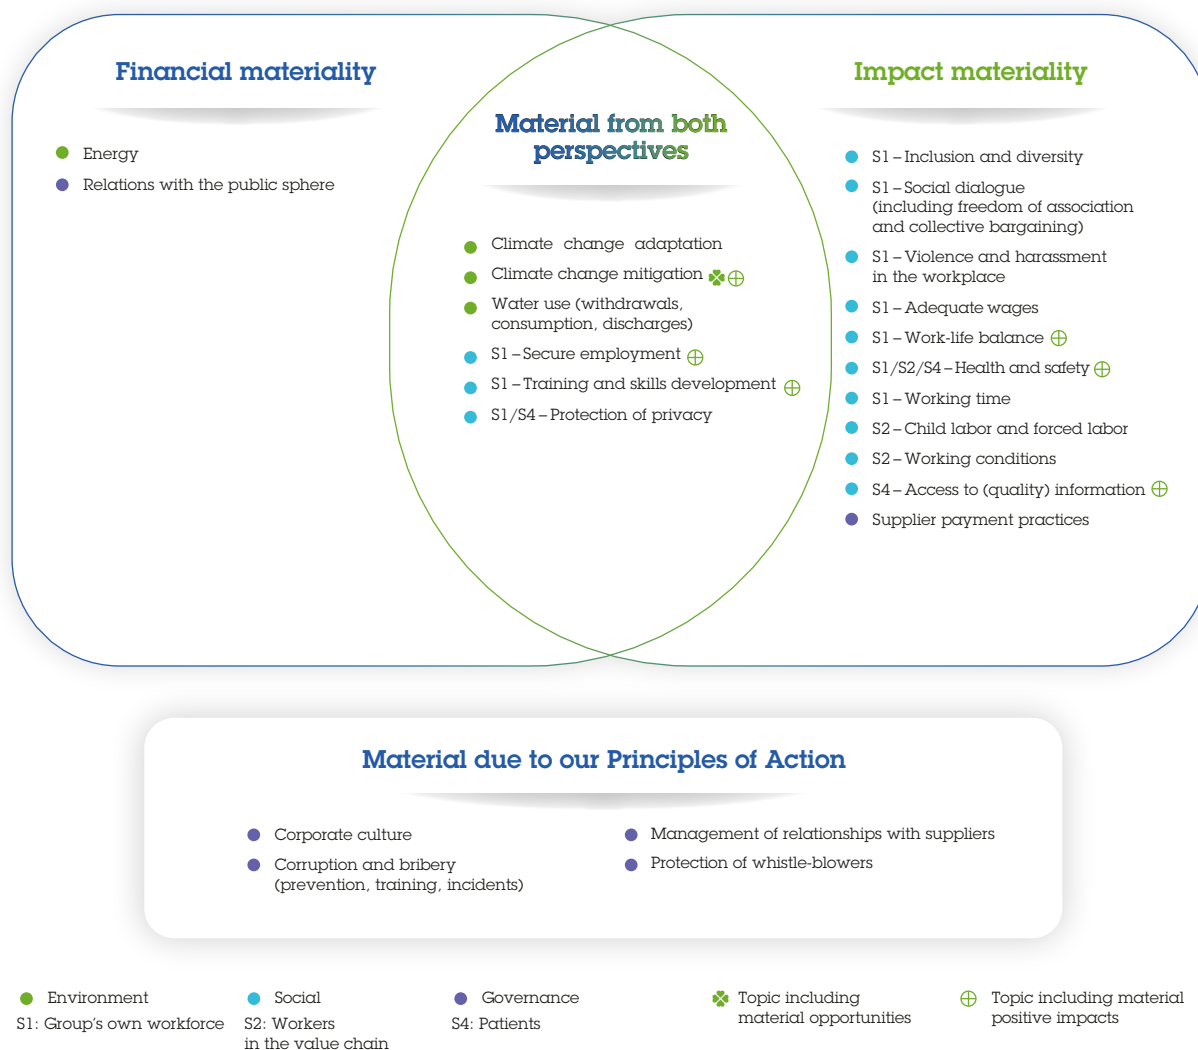 Financial materiality
Energy
Relations with the public sphere
Material from both
perspectives
Climate change adaptation
Climate change mitigation
Water use (withdrawals,
consumption, discharges)
S1 – Secure employment
S1 – Training and skills development
S1/S4 – Protection of privacy
Impact materiality
S1 – Inclusion and diversity
S1 – Social dialogue
(including freedom of association
and collective bargaining)
S1 – Violence and harassment
in the workplace
S1 – Adequate wages
S1 – Work-life balance
S1/S2/S4 – Health and safety
S1 – Working time
S2 – Child labor and forced labor
S2 – Working conditions
S4 – Access to (quality) information
Supplier payment practices
Material due to our Principles of Action
Corporate culture
Corruption and bribery
(prevention, training, incidents)
Management of relationships with suppliers
Protection of whistle-blowers
Environment
S1: Group's own workforce
Social
S2: Workers
in the value chain
Governance
S4: Patients
Topic including
material opportunities
Topic including material
positive impacts